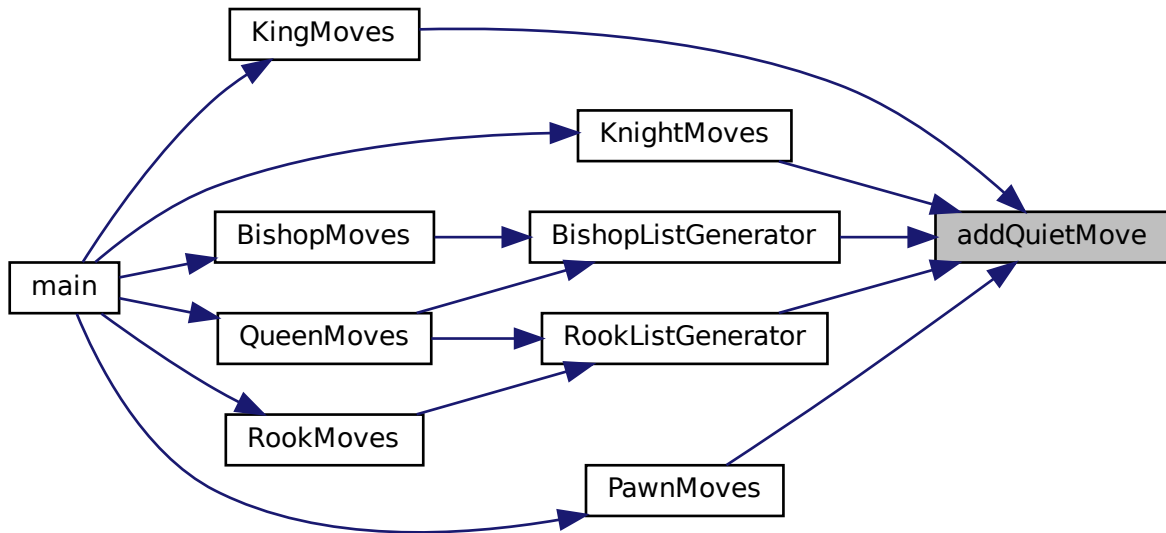 KingMoves
KnightMoves
BishopMoves
BishopListGenerator
addQuietMove
main
QueenMoves
RookListGenerator
RookMoves
PawnMoves